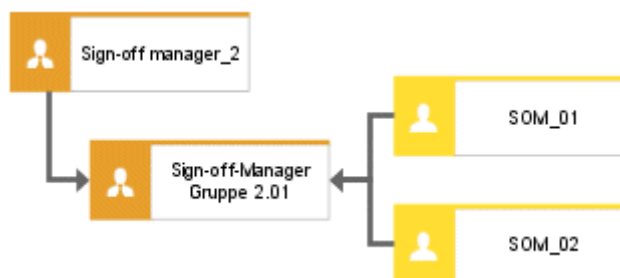 Sign-off manager_2
SOM_01
Sign-off-Manager
Gruppe 2.01
SOM_02